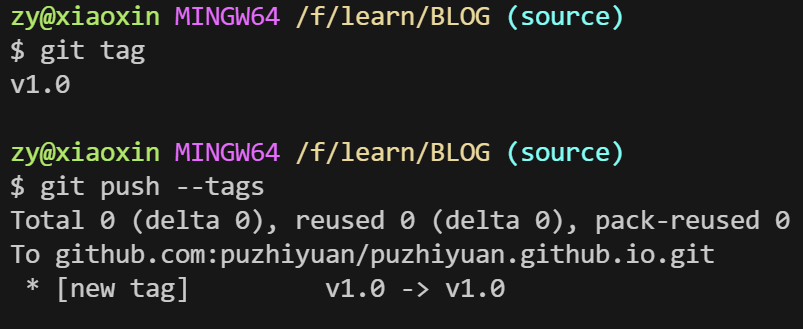 zy@xiaoxin MINGW64 /f/learn/BLOG (source)
$ git tag
v1.0
zy@xiaoxin MINGW64 /f/learn/BLOG (source)
$ git push --tags
Total 0 (delta 0), reused 0 (delta 0), pack-reused 0
To github.com:puzhiyuan/puzhiyuan.github.io.git
 * [new tag]         v1.0 -> v1.0